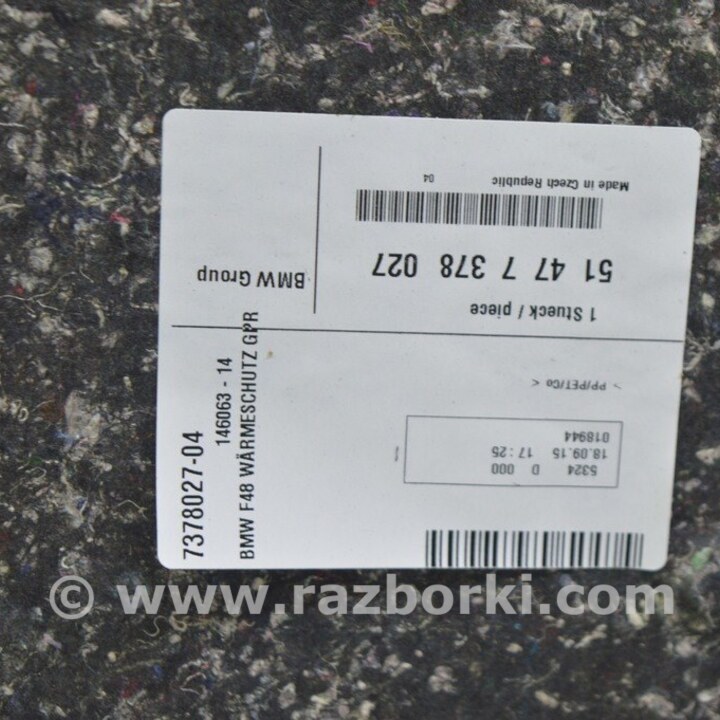 Made in Czech Republic
04
51 47 7 378 027
1 Stueck / piece
BMW Group
> PP/PET/Co <
5324 D 000
18.09.15 17:25
018944
7378027-04
146063 - 14
BMW F48 WÄRMESCHUTZ GPR
© www.razborki.com